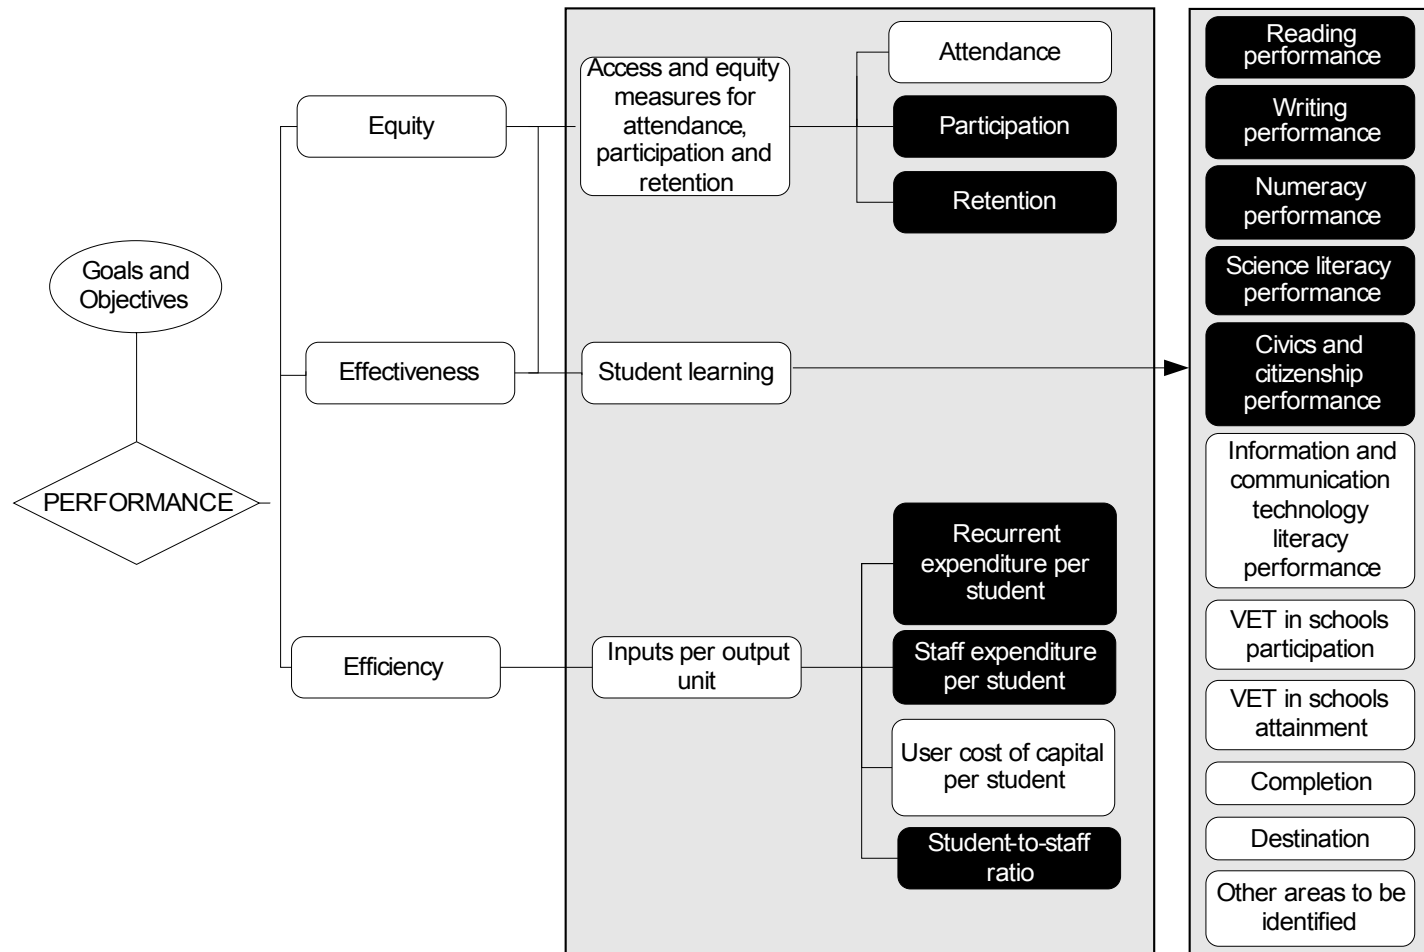 Goals and
Objectives
PERFORMANCE
Equity
Effectiveness
Efficiency
Access and equity
measures for
attendance,
participation and
retention
Student learning
Inputs per output
unit
Attendance
Participation
Retention
Recurrent
expenditure per
student
Staff expenditure
per student
User cost of capital
per student
Student-to-staff
ratio
Reading
performance
Writing
performance
Numeracy
performance
Science literacy
performance
Civics and
citizenship
performance
Information and
communication
technology
literacy
performance
VET in schools
participation
VET in schools
attainment
Completion
Destination
Other areas to be
identified